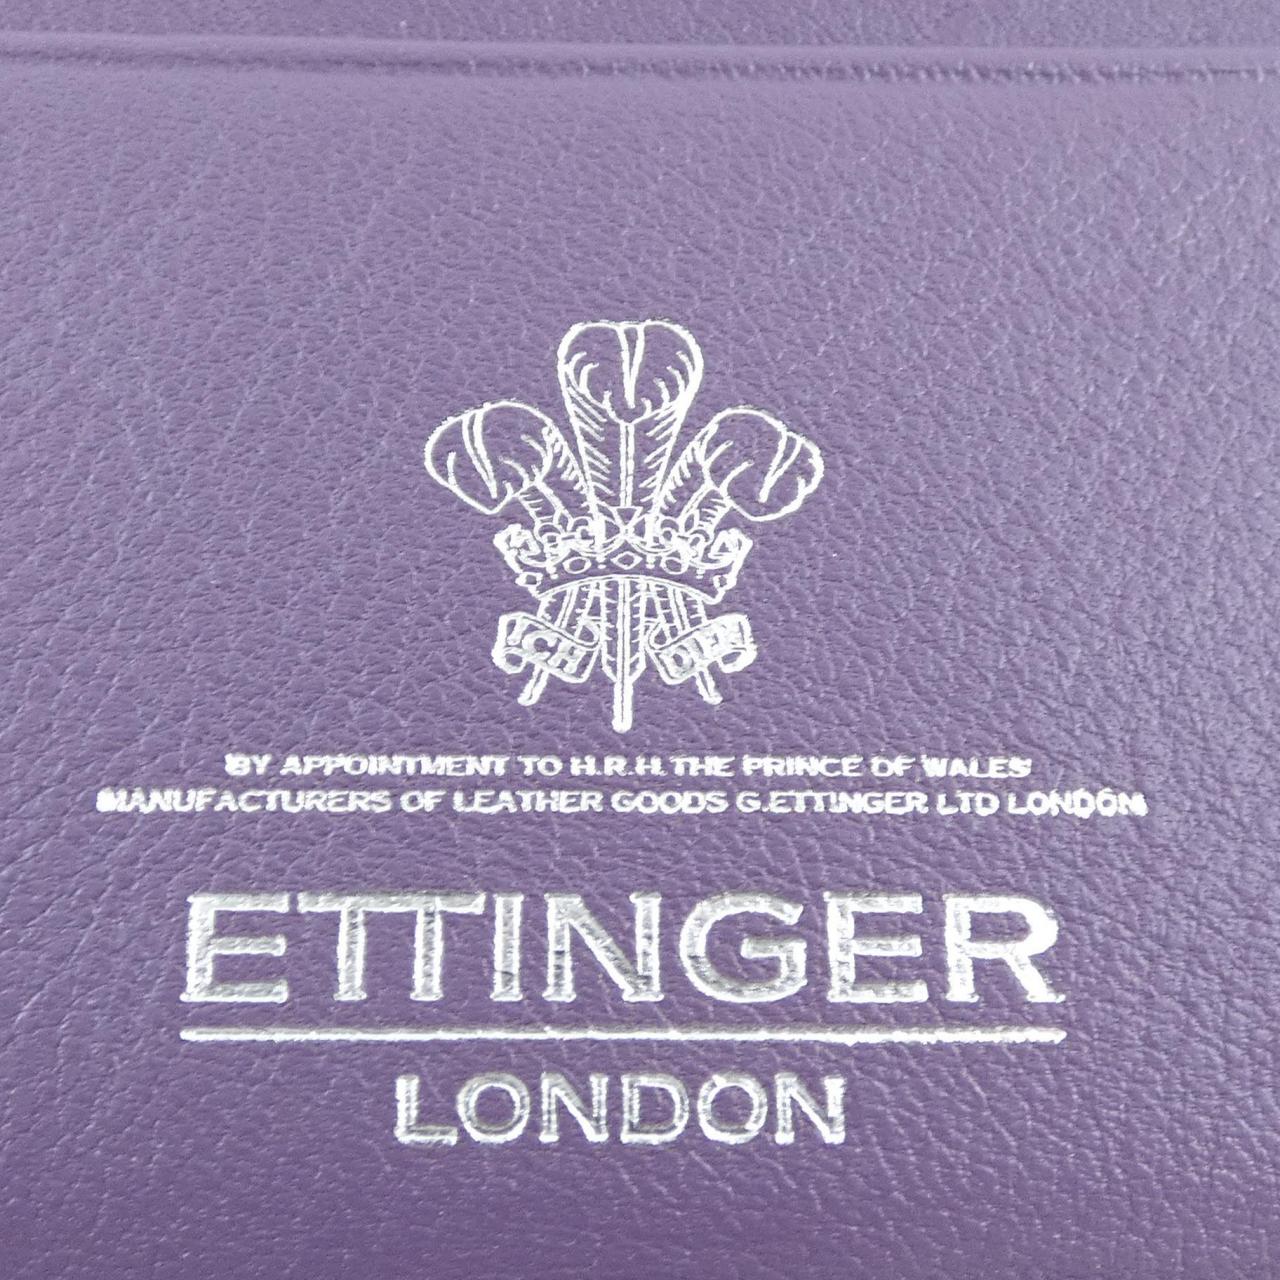 ICH DIEN
BY APPOINTMENT TO H.R.H. THE PRINCE OF WALES
MANUFACTURERS OF LEATHER GOODS G.ETTINGER LTD LONDON
ETTINGER
LONDON